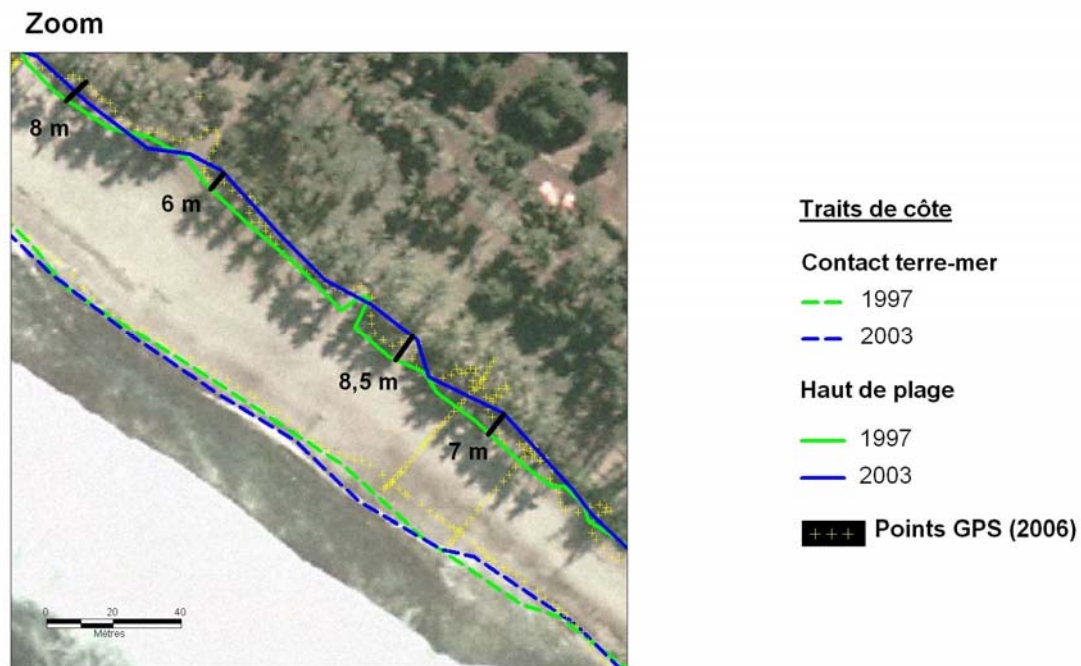 Zoom
8 m
6 m
8,5 m
7 m
0 20 40
Mètres
Traits de côte
Contact terre-mer
1997
2003
Haut de plage
1997
2003
Points GPS (2006)